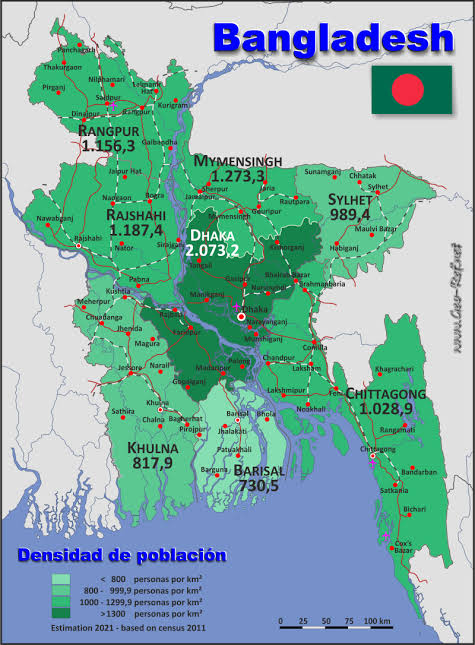 Bangladesh
Panchagarh
Thakurgaon
Nilphamari
Lalmani
Hat
Pirganj
Saidpur
Kurigram
Dinajpur
Rangpur
RANGPUR
1.156,3
Gaibandha
MYMENSINGH
1.273,3
Sunamganj
Chhatak
Sylhet
Jaipur Hat
Sherpur
Jamalpur
Jaria
Rautpara
SYLHET
989,4
Naogaon
Bogra
Mymensingh
Gouripur
Maulvi Bazar
Nawabganj
RAJSHAHI
1.187,4
DHAKA
2.073,2
Habiganj
Rajshahi
Nator
Sirajganj
Kishorganj
Tangail
Pabna
Gazipur
Bhairab Bazar
Narsungdi
Brahmanbaria
Kushtia
Meherpur
Manikganj
Dhaka
Chuadanga
Rajbari
Narayanganj
Jhenida
Faridpur
Munshiganj
Comilla
Magura
Jessore
Narail
Madaripur
Palong
Chandpur
Laksham
Khagrachari
Gopalganj
Lakshmipur
Feni
CHITTAGONG
1.028,9
Khulna
Noakhali
Sathira
Chalna
Bagherhat
Barisal
Bhola
Rangamati
Pirojpur
Jhalakati
KHULNA
817,9
Patuakhali
Chittagong
Barguna
BARISAL
730,5
Bandarban
Satkania
Bichari
Cox's
Bazar
www.Geo-Ref.net
Densidad de población
< 800 personas por km²
800 - 999,9 personas por km²
1000 - 1299,9 personas por km²
>1300 personas por km²
Estimation 2021 - based on census 2011
0 25 50 75 100 km